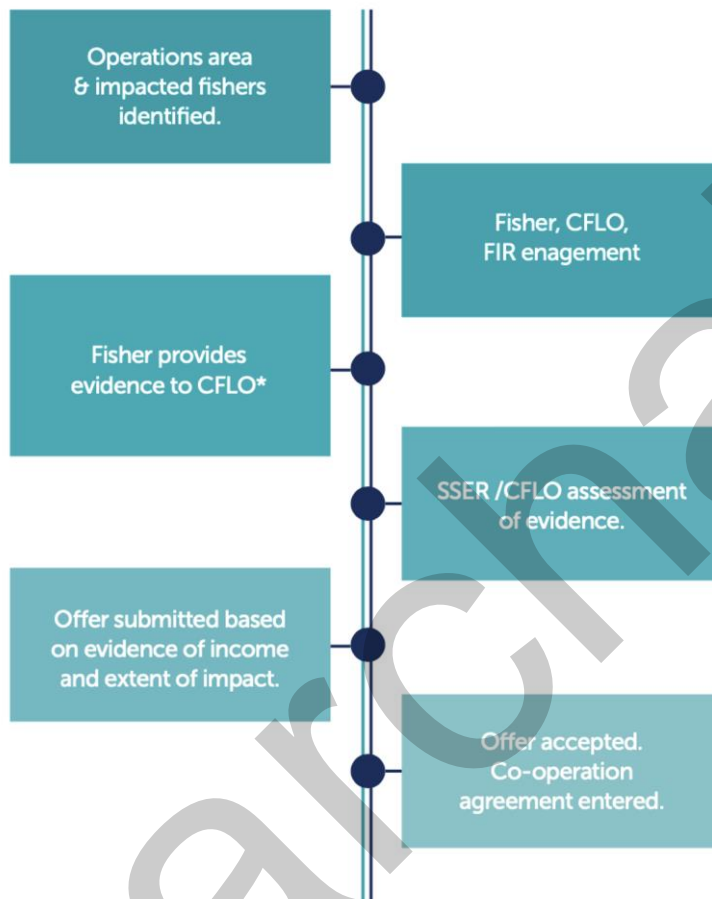 Operations area
& impacted fishers
identified.
Fisher, CFLO,
FIR enagement
Fisher provides
evidence to CFLO*
SSER /CFLO assessment
of evidence.
Offer submitted based
on evidence of income
and extent of impact.
Offer accepted.
Co-operation
agreement entered.